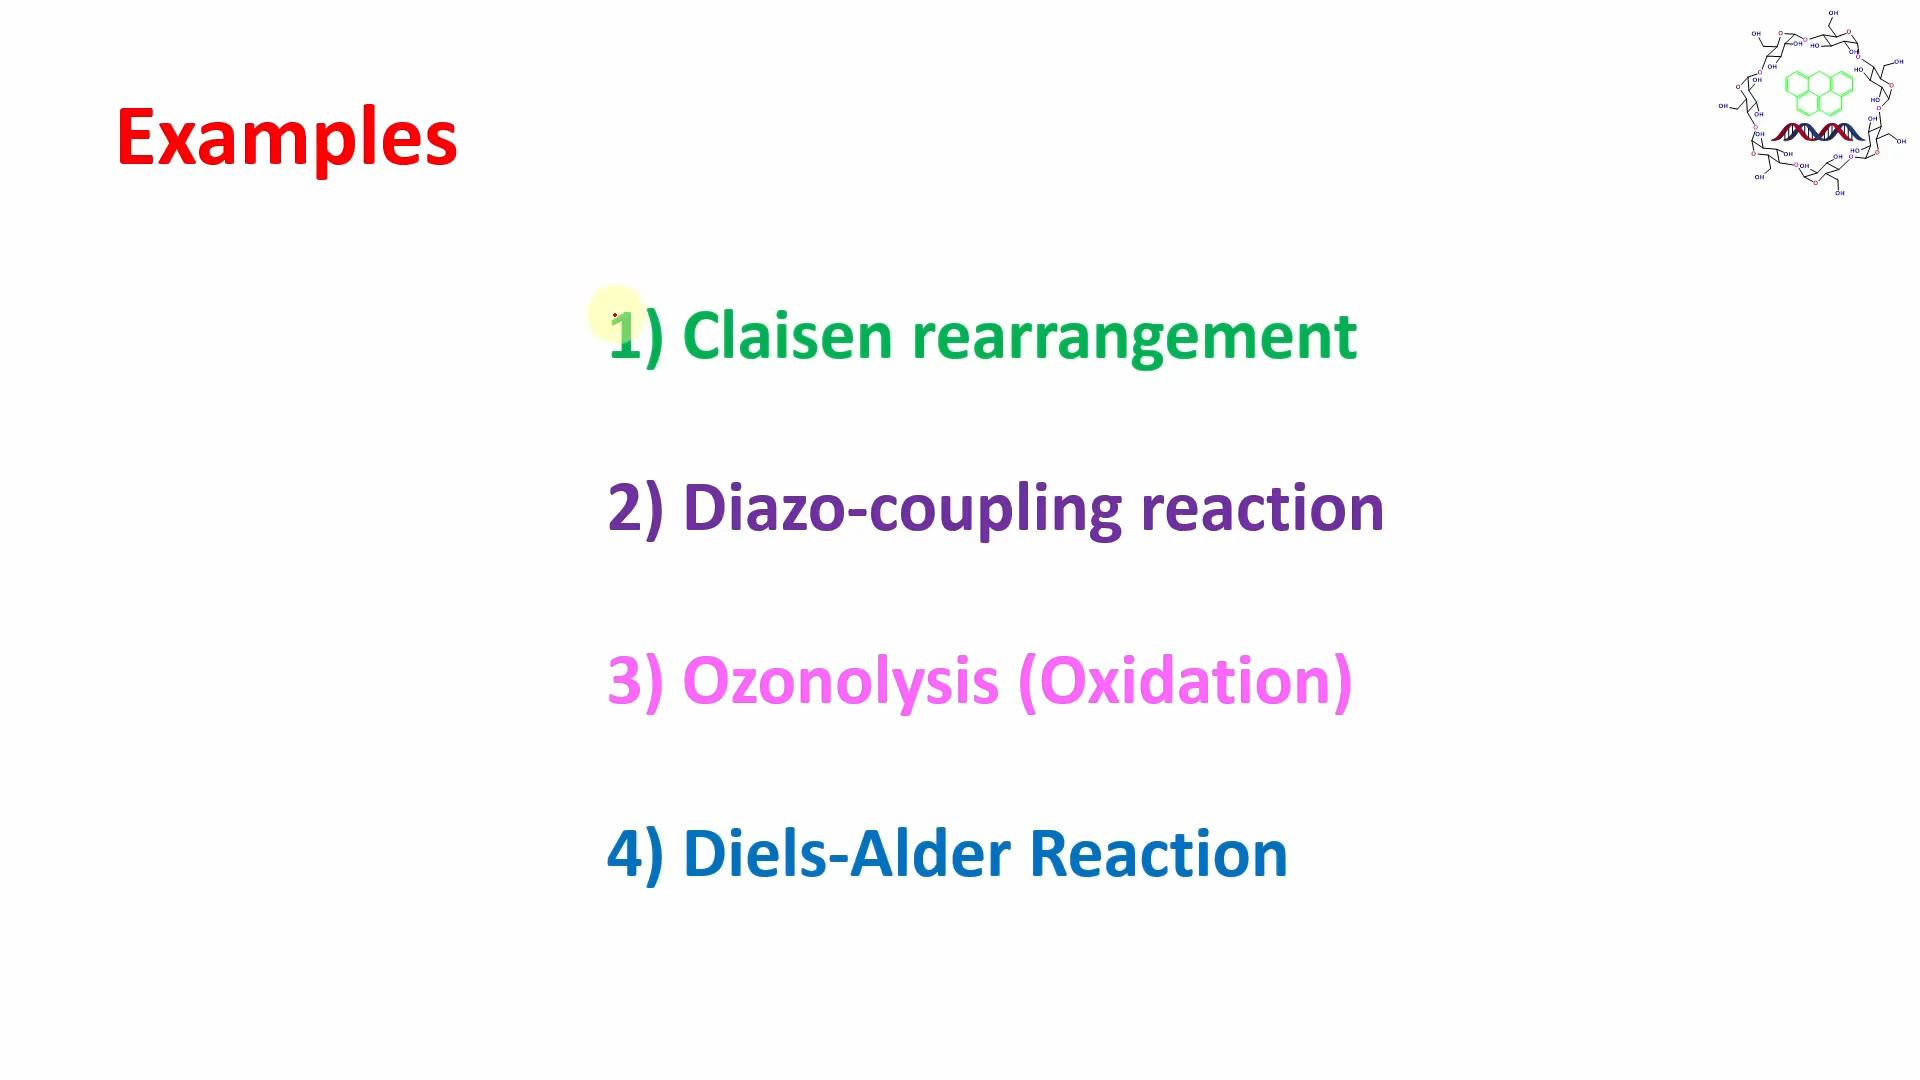 Examples
1) Claisen rearrangement
2) Diazo-coupling reaction
3) Ozonolysis (Oxidation)
4) Diels-Alder Reaction